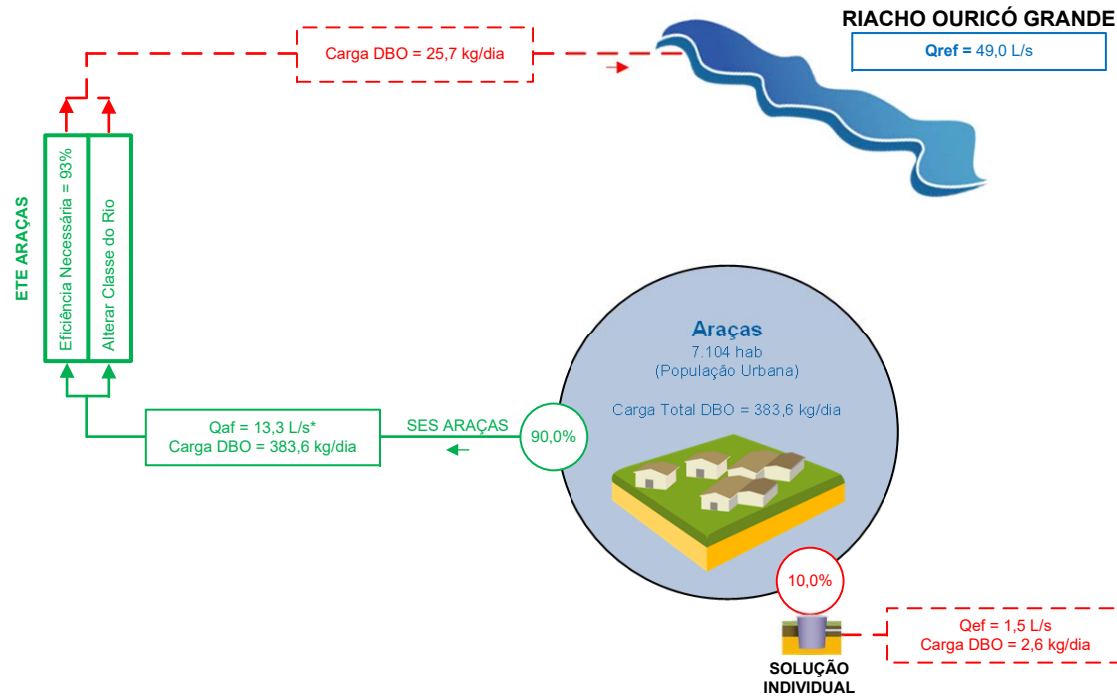 RIACHO OURICÓ GRANDE
Qref = 49,0 L/s
Carga DBO = 25,7 kg/dia
ETE ARAÇAS
Eficiência Necessária = 93%
Alterar Classe do Rio
Araças
7.104 hab
(População Urbana)
Carga Total DBO = 383,6 kg/dia
90,0%
SES ARAÇAS
Qaf = 13,3 L/s*
Carga DBO = 383,6 kg/dia
10,0%
Qef = 1,5 L/s
Carga DBO = 2,6 kg/dia
SOLUÇÃO
INDIVIDUAL